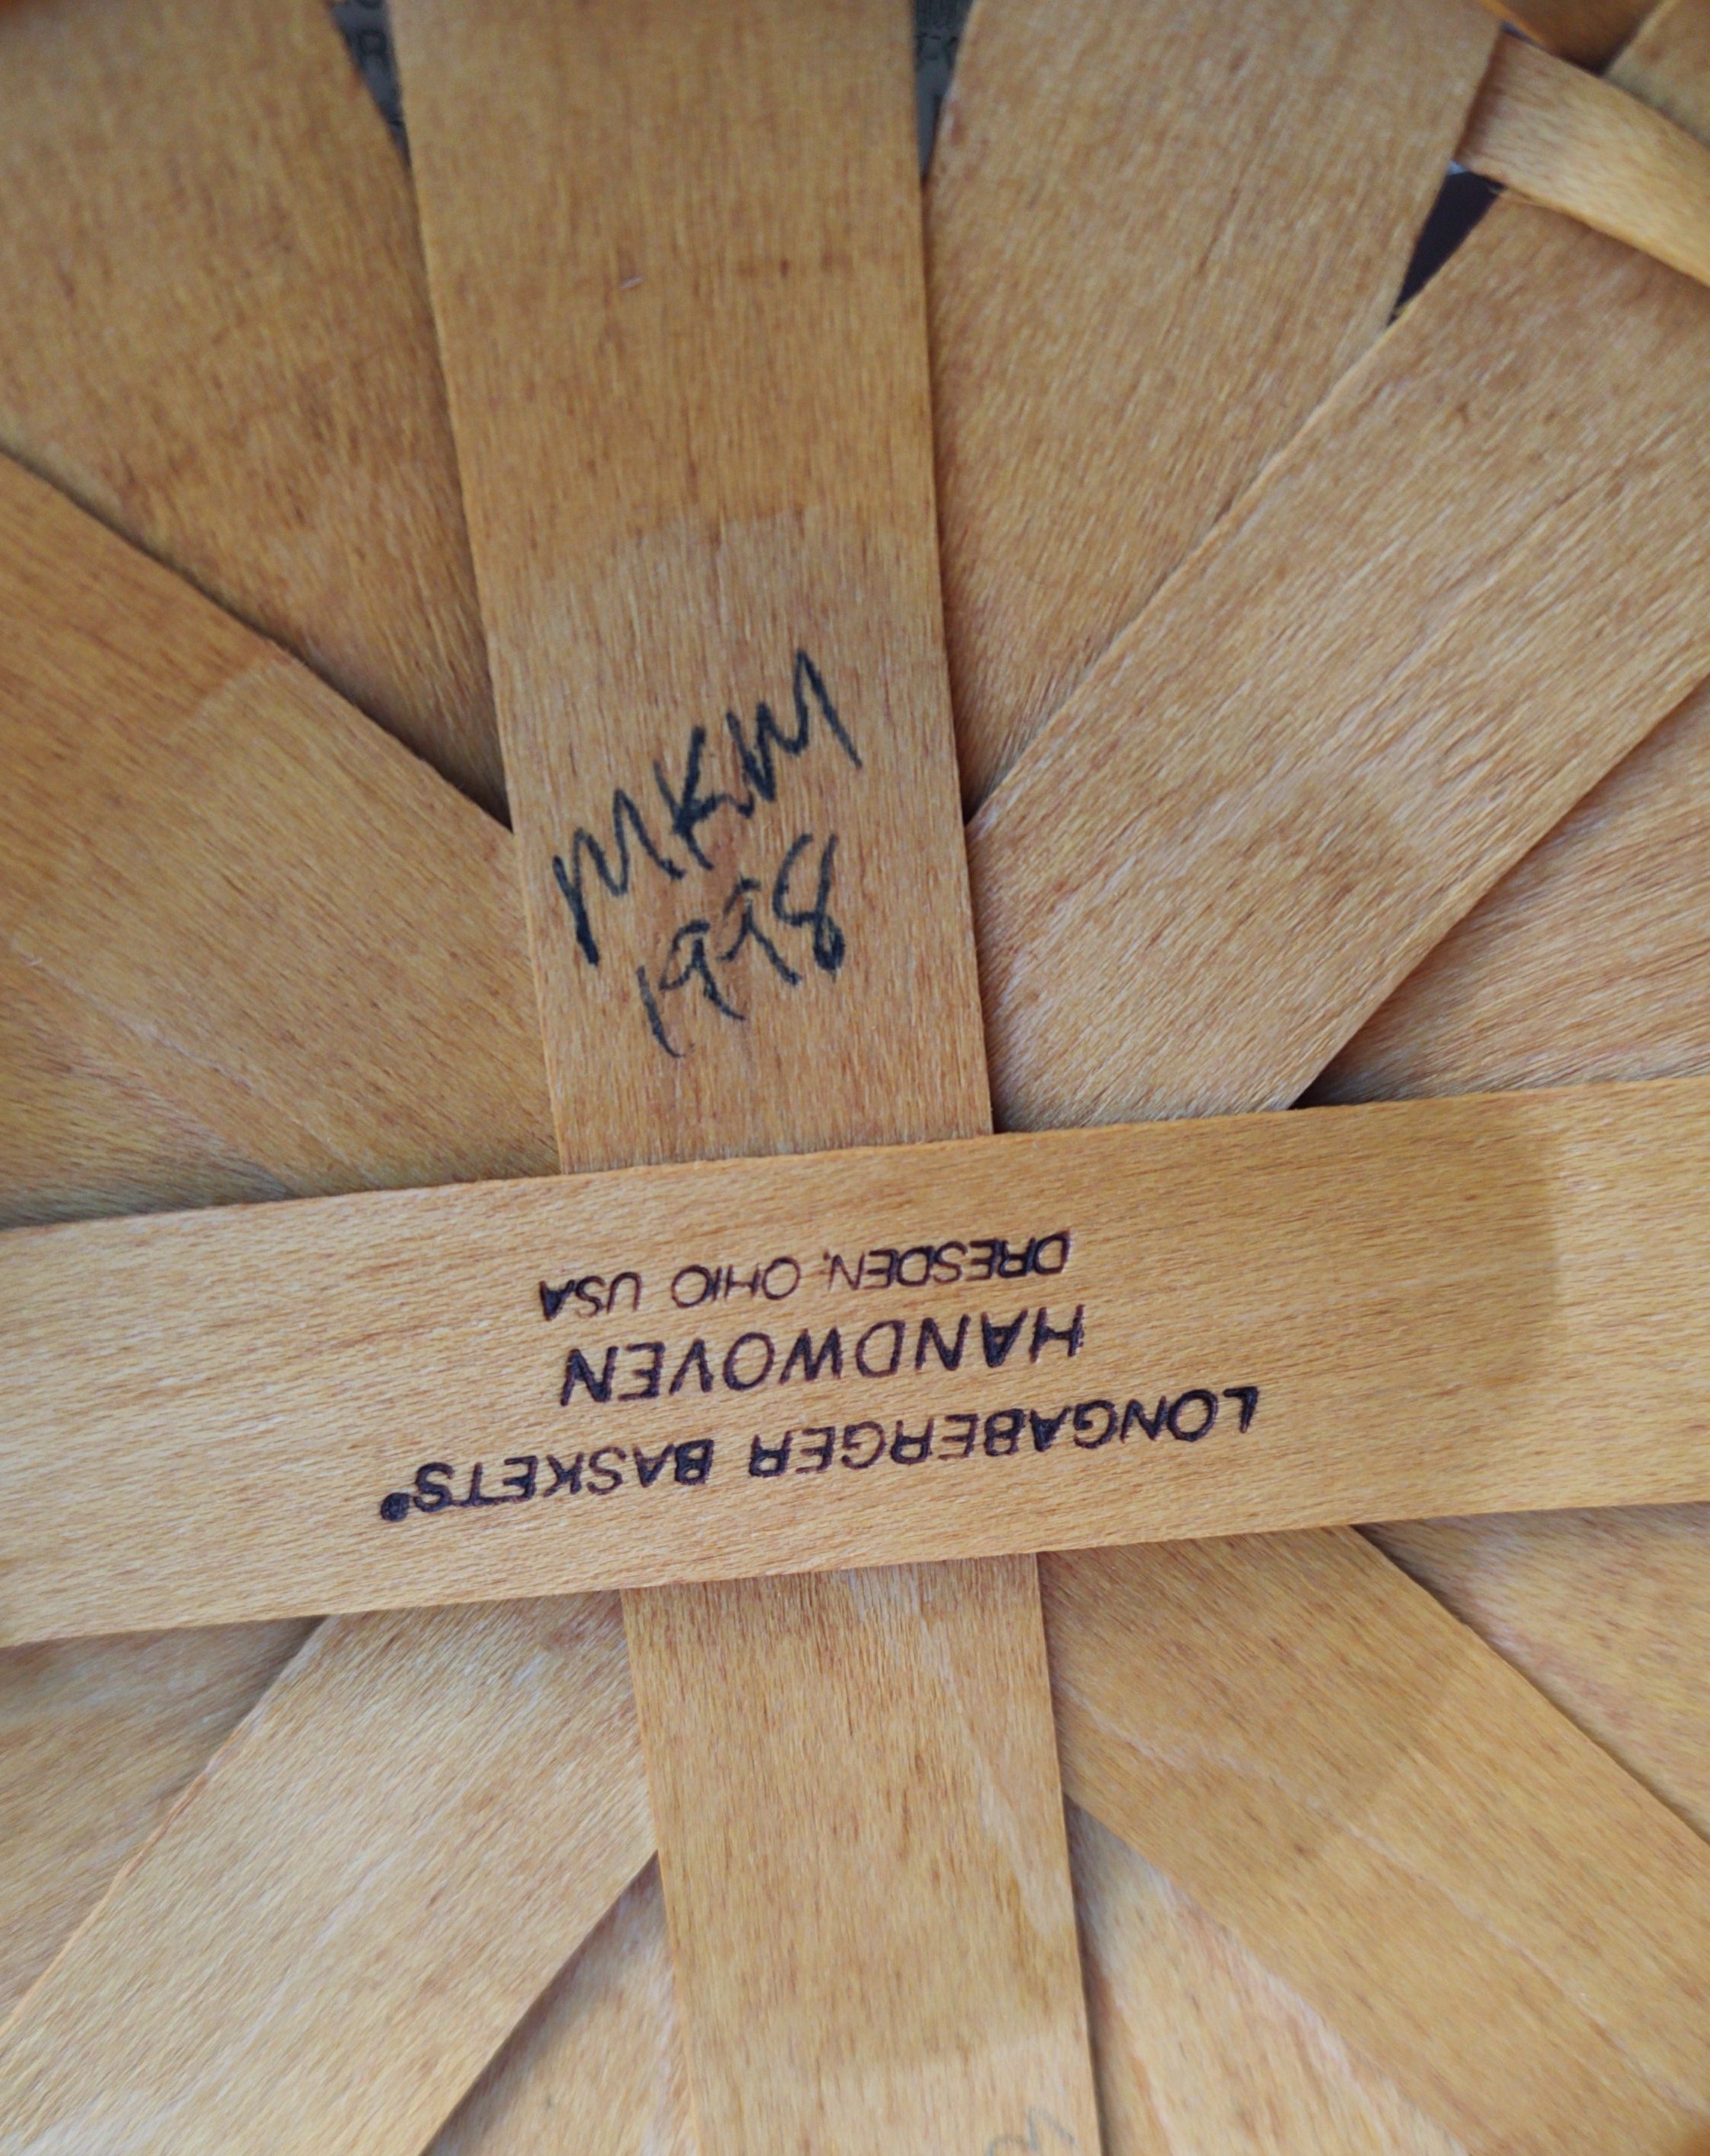 MKM
1998
LONGABERGER BASKETS®
HANDWOVEN
DRESDEN, OHIO USA